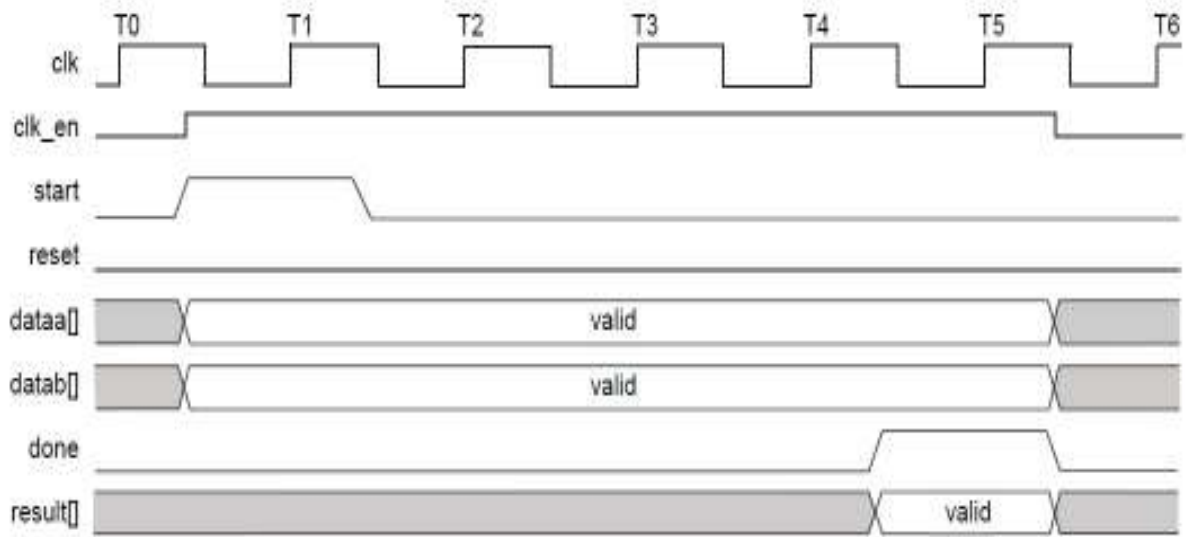 T0 T1 T2 T3 T4 T5 T6
clk
clk_en
start
reset
dataa[] valid
datab[] valid
done
result[] valid